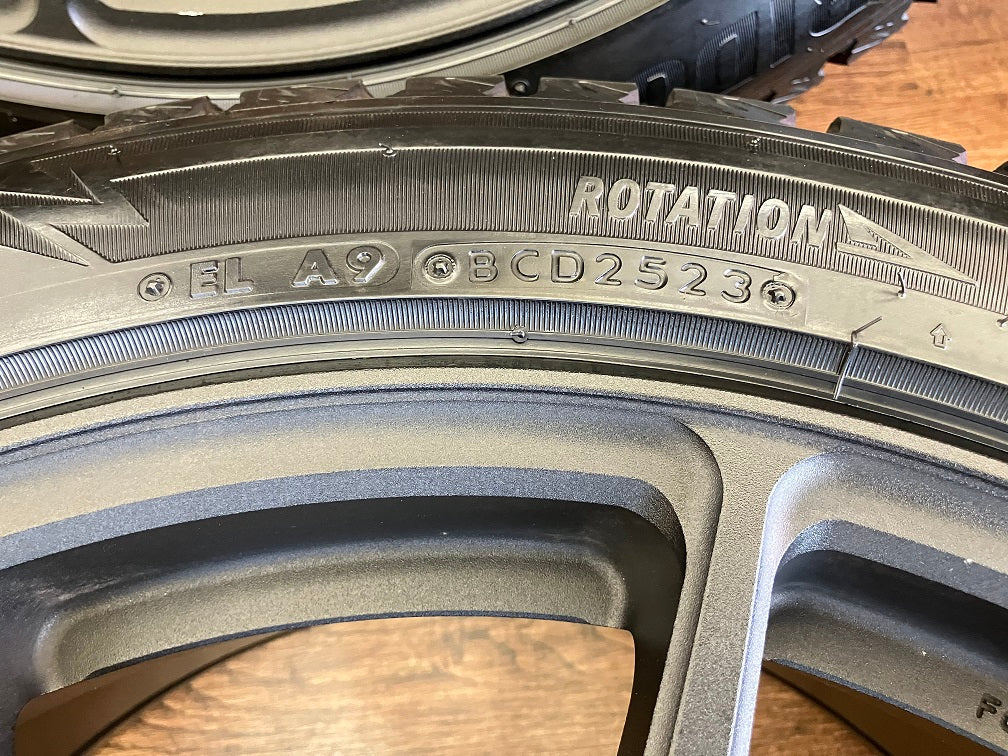 ROTATION
EL A9 BCD2523